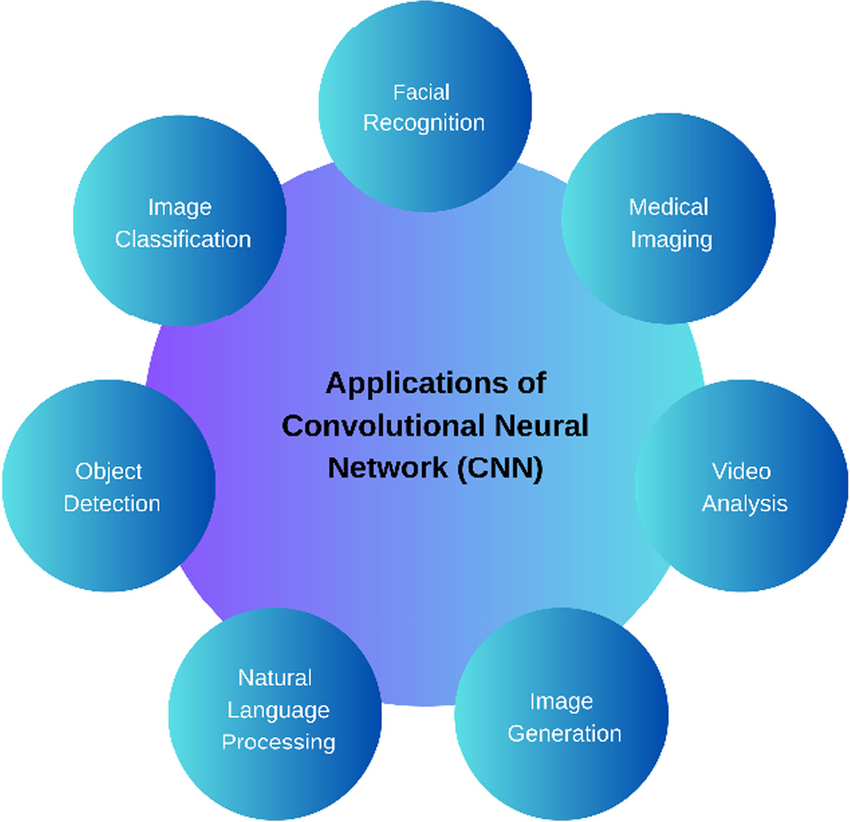 Facial
Recognition
Image
Classification
Medical
Imaging
Applications of
Convolutional Neural
Network (CNN)
Object
Detection
Video
Analysis
Natural
Language
Processing
Image
Generation